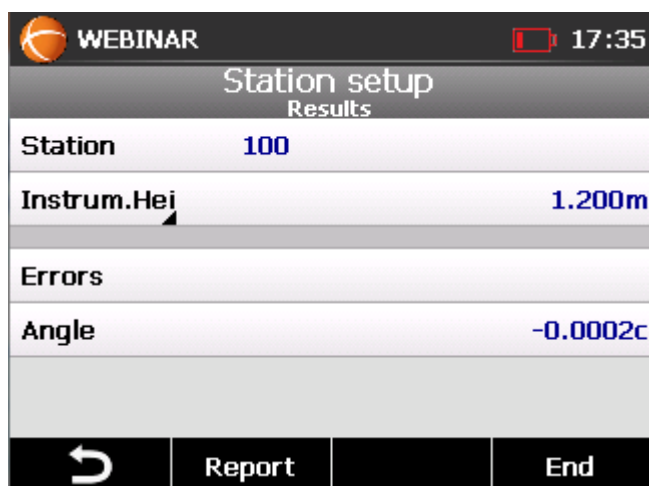 WEBINAR 17:35
Station setup
Results
Station 100
Instrum.Hei 1.200m
Errors
Angle -0.0002c
Report End